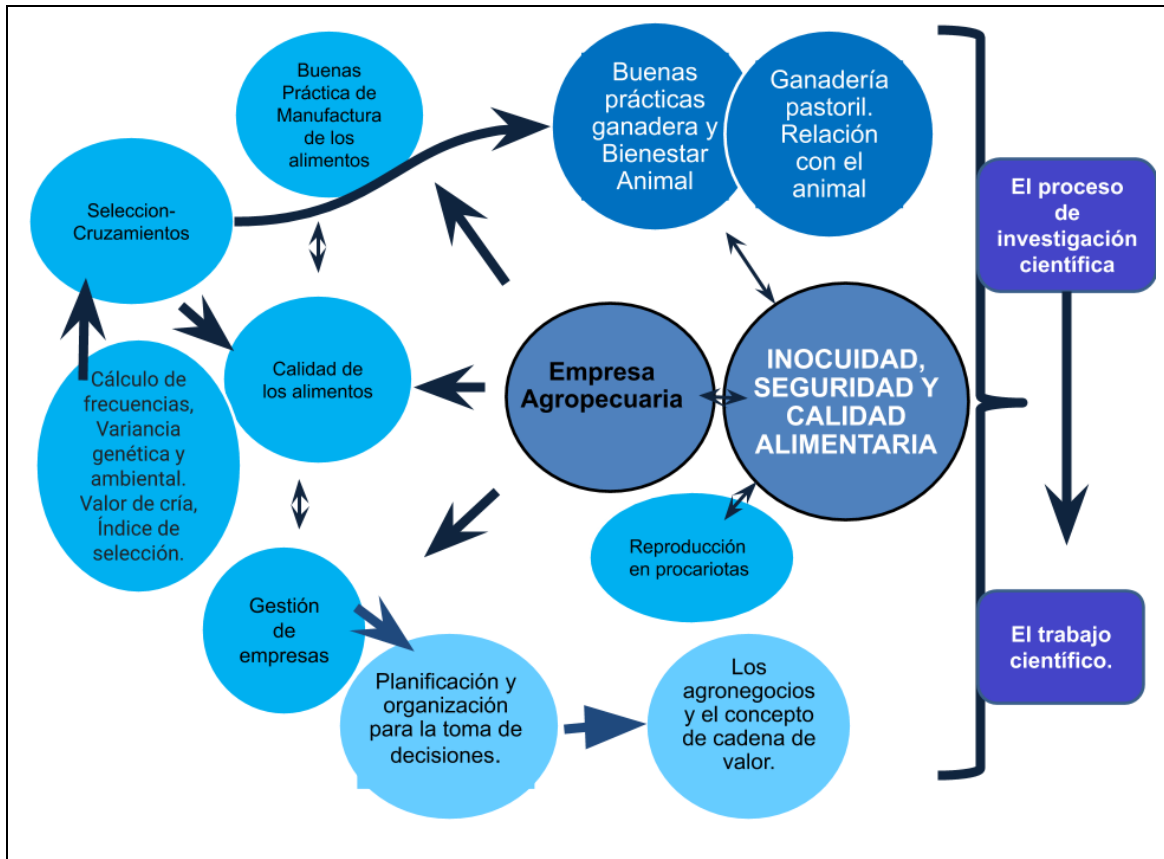 Buenas
Práctica de
Manufactura
de los
alimentos
Buenas
prácticas
ganadera y
Bienestar
Animal
Ganadería
pastoril.
Relación
con el
animal
El proceso
de
investigación
científica
Seleccion-
Cruzamientos
Calidad de
los alimentos
Empresa
Agropecuaria
INOCUIDAD,
SEGURIDAD Y
CALIDAD
ALIMENTARIA
Cálculo de
frecuencias,
Variancia
genética y
ambiental.
Valor de cría,
Índice de
selección.
Reproducción
en procariotas
Gestión
de
empresas
El trabajo
científico.
Planificación y
organización
para la toma de
decisiones.
Los
agronegocios
y el concepto
de cadena de
valor.